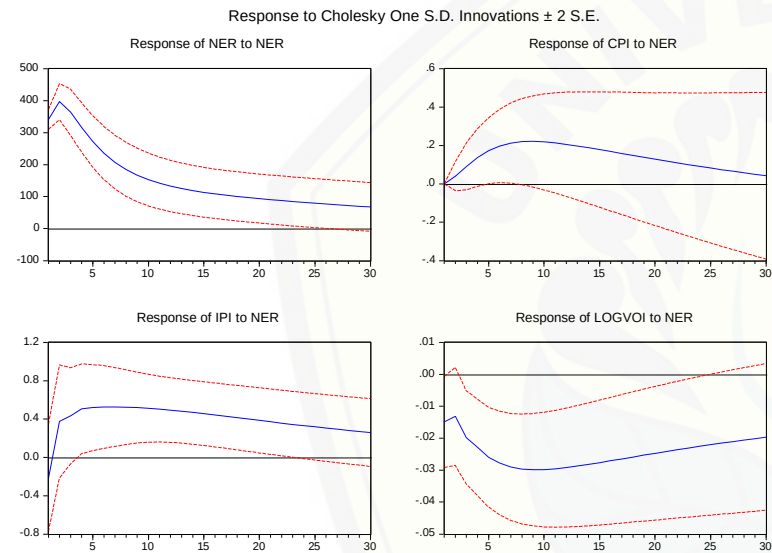 Response to Cholesky One S.D. Innovations ± 2 S.E.
Response of NER to NER
500
400
300
200
100
0
-100
5 10 15 20 25 30
Response of CPI to NER
.6
.4
.2
.0
-.2
-.4
5 10 15 20 25 30
Response of IPI to NER
1.2
0.8
0.4
0.0
-0.4
-0.8
5 10 15 20 25 30
Response of LOGVOI to NER
.01
.00
-.01
-.02
-.03
-.04
-.05
5 10 15 20 25 30